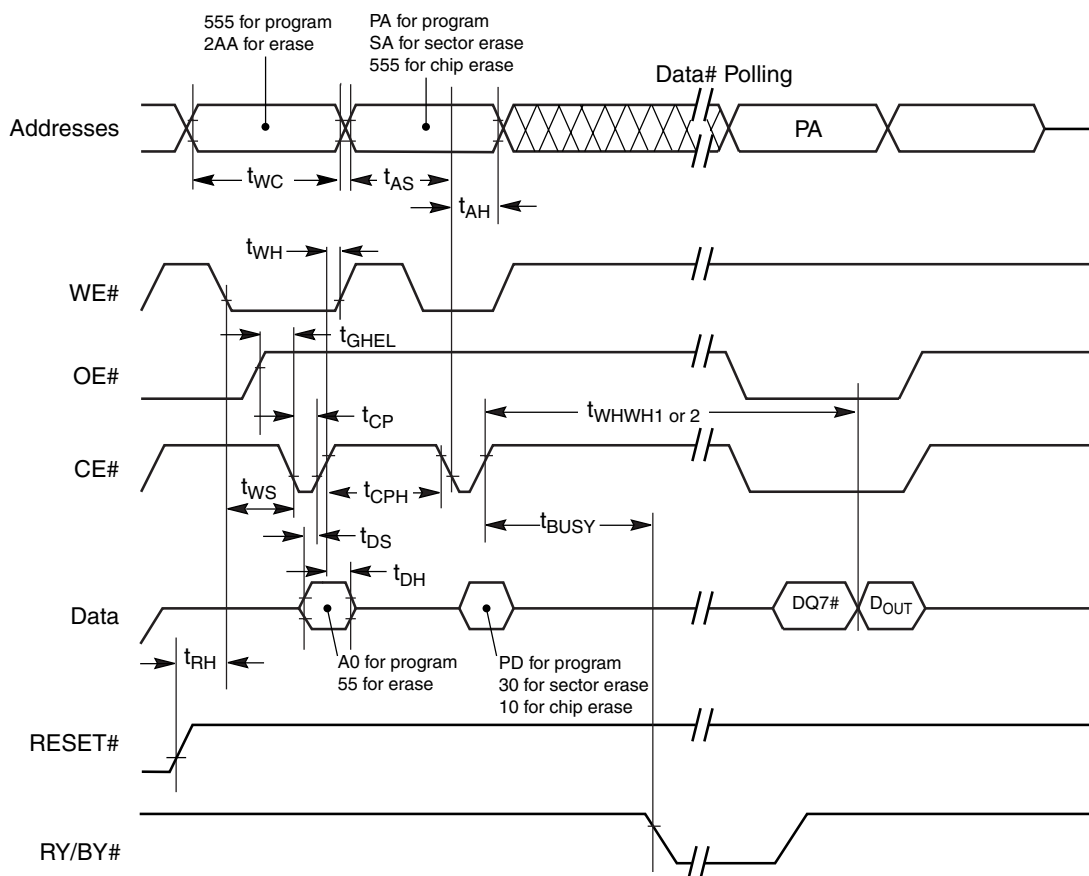 555 for program
2AA for erase
PA for program
SA for sector erase
555 for chip erase
Data# Polling
Addresses
PA
tWC
tAS
tAH
tWH
WE#
tGHEL
OE#
tWHWH1 or 2
tCP
CE#
tWS
tCPH
tBUSY
tDS
tDH
Data
DQ7#
DOUT
tRH
A0 for program
55 for erase
PD for program
30 for sector erase
10 for chip erase
RESET#
RY/BY#